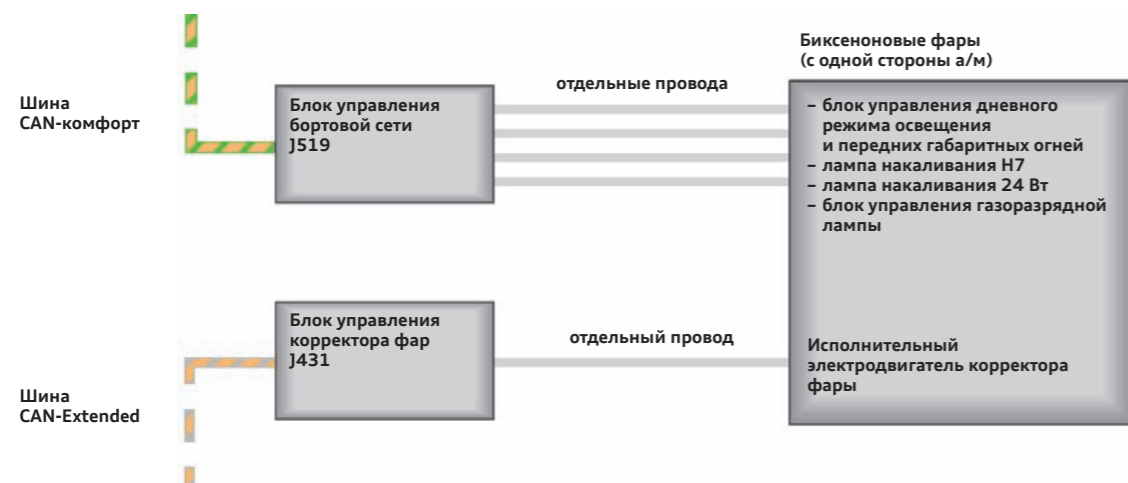 Биксеноновые фары
(с одной стороны а/м)
Шина
CAN-комфорт
Блок управления
бортовой сети
J519
отдельные провода
– блок управления дневного
режима освещения
и передних габаритных огней
– лампа накаливания H7
– лампа накаливания 24 Вт
– блок управления газоразрядной
лампы
Блок управления
корректора фар
J431
отдельный провод
Исполнительный
электродвигатель корректора
фары
Шина
CAN-Extended